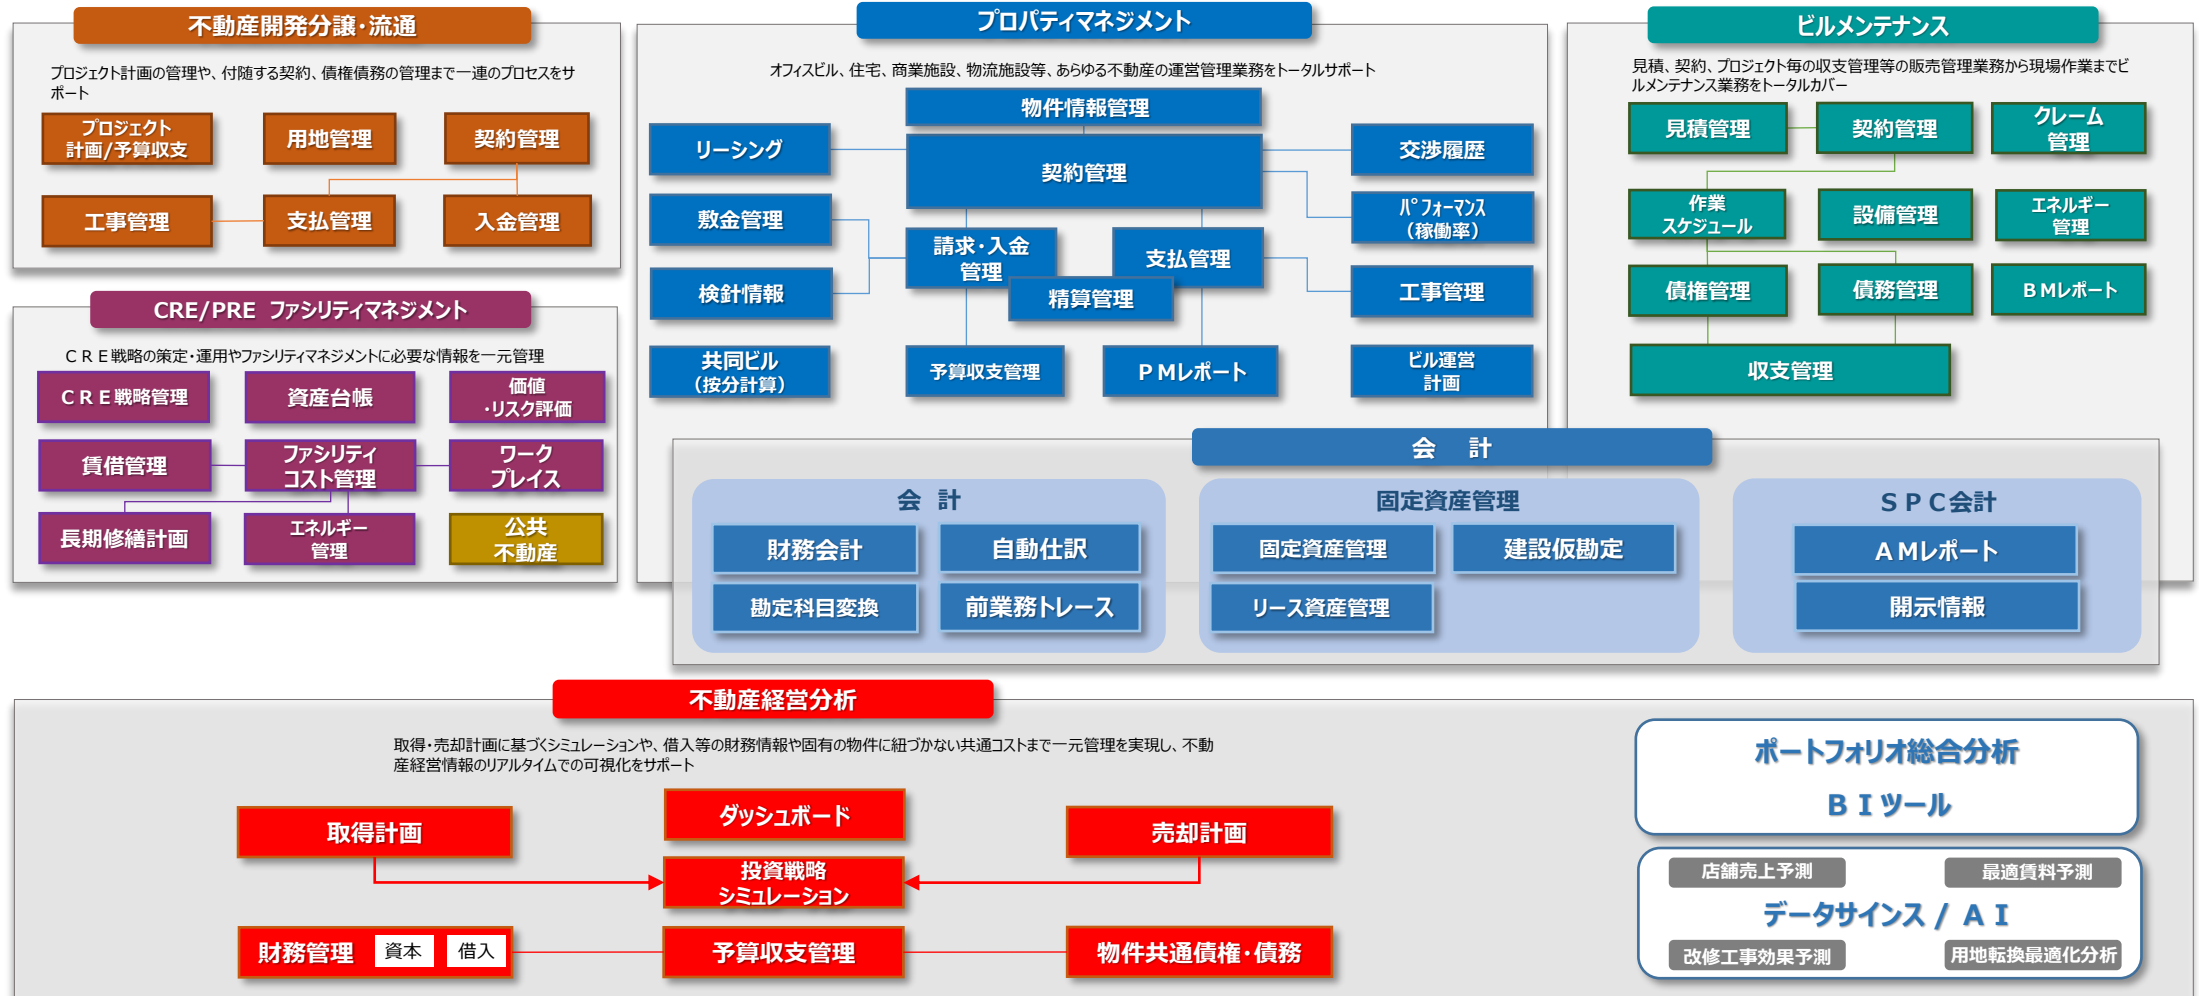 不動産開発分譲・流通
プロジェクト計画の管理や、付随する契約、債権債務の管理まで一連のプロセスをサ
ポート
プロジェクト
計画/予算収支
用地管理
契約管理
工事管理
支払管理
入金管理
CRE/PRE ファシリティマネジメント
ＣＲＥ戦略の策定・運用やファシリティマネジメントに必要な情報を一元管理
ＣＲＥ戦略管理
資産台帳
価値
・リスク評価
賃借管理
ファシリティ
コスト管理
ワーク
プレイス
長期修繕計画
エネルギー
管理
公共
不動産
プロパティマネジメント
オフィスビル、住宅、商業施設、物流施設等、あらゆる不動産の運営管理業務をトータルサポート
物件情報管理
リーシング
契約管理
交渉履歴
敷金管理
パフォーマンス
（稼働率）
請求・入金
管理
支払管理
検針情報
精算管理
工事管理
共同ビル
（按分計算）
予算収支管理
ＰＭレポート
ビル運営
計画
ビルメンテナンス
見積、契約、プロジェクト毎の収支管理等の販売管理業務から現場作業までビ
ルメンテナンス業務をトータルカバー
見積管理
契約管理
クレーム
管理
作業
スケジュール
設備管理
エネルギー
管理
債権管理
債務管理
ＢＭレポート
収支管理
会　計
会 計
財務会計
自動仕訳
勘定科目変換
前業務トレース
固定資産管理
固定資産管理
建設仮勘定
リース資産管理
ＳＰＣ会計
ＡＭレポート
開示情報
不動産経営分析
取得・売却計画に基づくシミュレーションや、借入等の財務情報や固有の物件に紐づかない共通コストまで一元管理を実現し、不動
産経営情報のリアルタイムでの可視化をサポート
取得計画
ダッシュボード
売却計画
投資戦略
シミュレーション
財務管理
資本
借入
予算収支管理
物件共通債権・債務
ポートフォリオ総合分析
ＢＩツール
店舗売上予測
最適賃料予測
データサインス / ＡＩ
改修工事効果予測
用地転換最適化分析